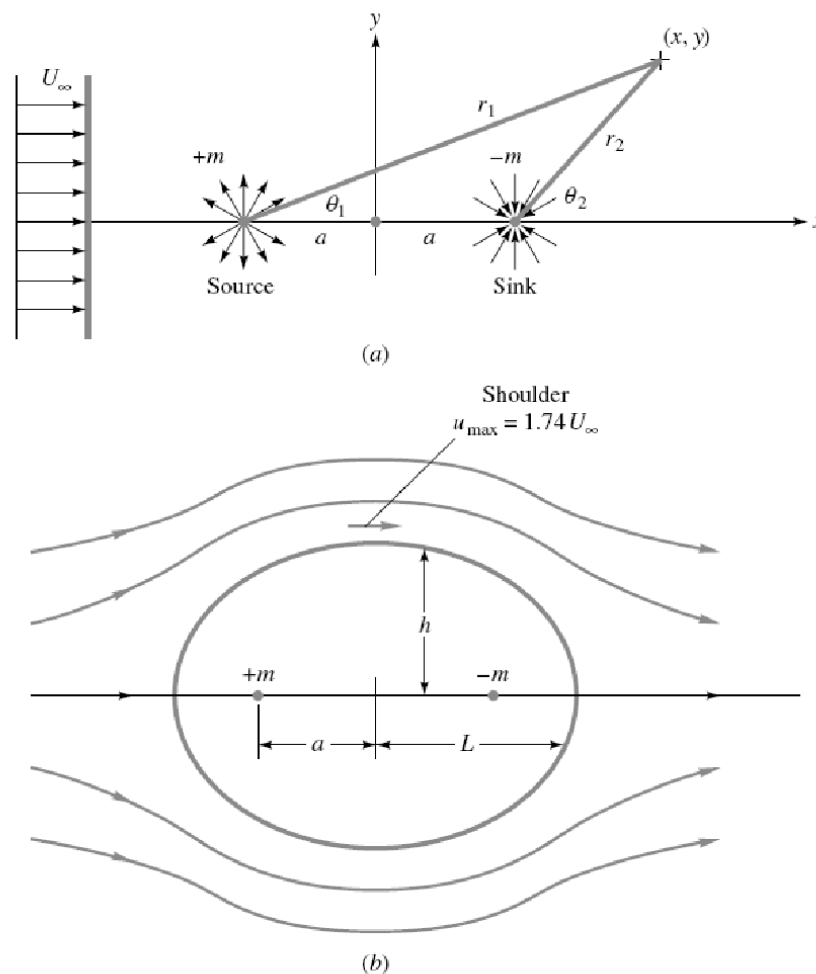 y
(x, y)
U∞
r1
+m
−m
r2
θ1
θ2
x
a
a
Source
Sink
(a)
Shoulder
umax = 1.74 U∞
h
+m
−m
a
L
(b)